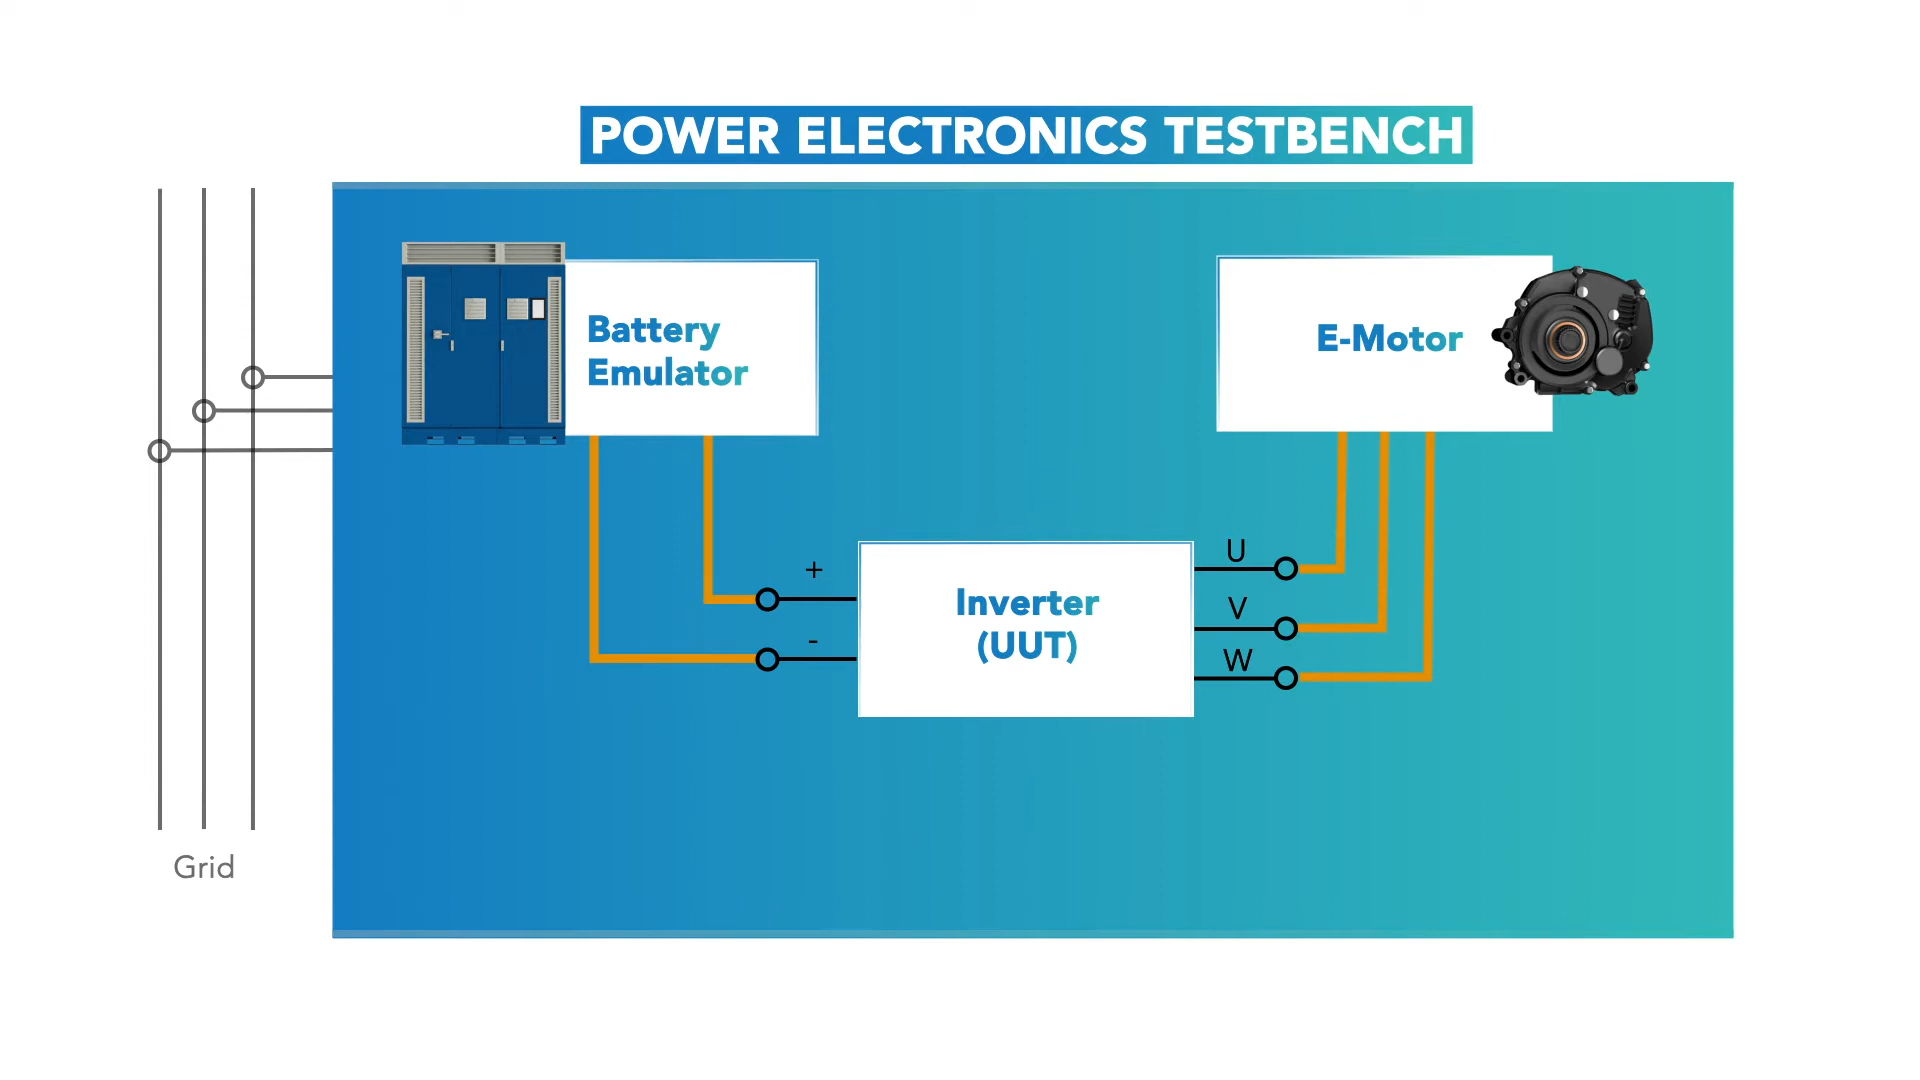 POWER ELECTRONICS TESTBENCH
Battery
Emulator
E-Motor
+
-
Inverter
(UUT)
U
V
W
Grid